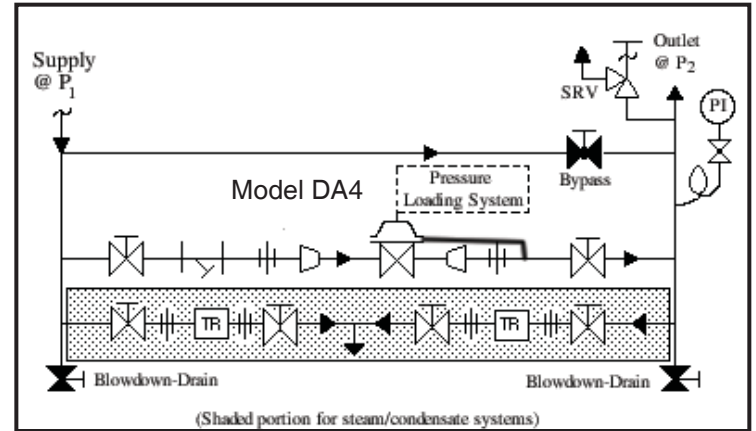 Supply
@ P1
Outlet
@ P2
SRV
PI
Bypass
Model DA4
Pressure
Loading System
TR
TR
Blowdown-Drain
Blowdown-Drain
(Shaded portion for steam/condensate systems)